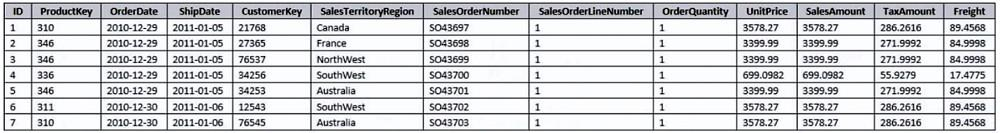 ID ProductKey OrderDate ShipDate CustomerKey SalesTerritoryRegion SalesOrderNumber SalesOrderLineNumber OrderQuantity UnitPrice SalesAmount TaxAmount Freight
1 310 2010-12-29 2011-01-05 21768 Canada SO43697 1 1 3578.27 3578.27 286.2616 89.4568
2 346 2010-12-29 2011-01-05 27365 France SO43698 1 1 3399.99 3399.99 271.9992 84.9998
3 346 2010-12-29 2011-01-05 76537 NorthWest SO43699 1 1 3399.99 3399.99 271.9992 84.9998
4 336 2010-12-29 2011-01-05 34256 SouthWest SO43700 1 1 699.0982 699.0982 55.9279 17.4775
5 346 2010-12-29 2011-01-05 34253 Australia SO43701 1 1 3399.99 3399.99 271.9992 84.9998
6 311 2010-12-30 2011-01-06 12543 SouthWest SO43702 1 1 3578.27 3578.27 286.2616 89.4568
7 310 2010-12-30 2011-01-06 76545 Australia SO43703 1 1 3578.27 3578.27 286.2616 89.4568